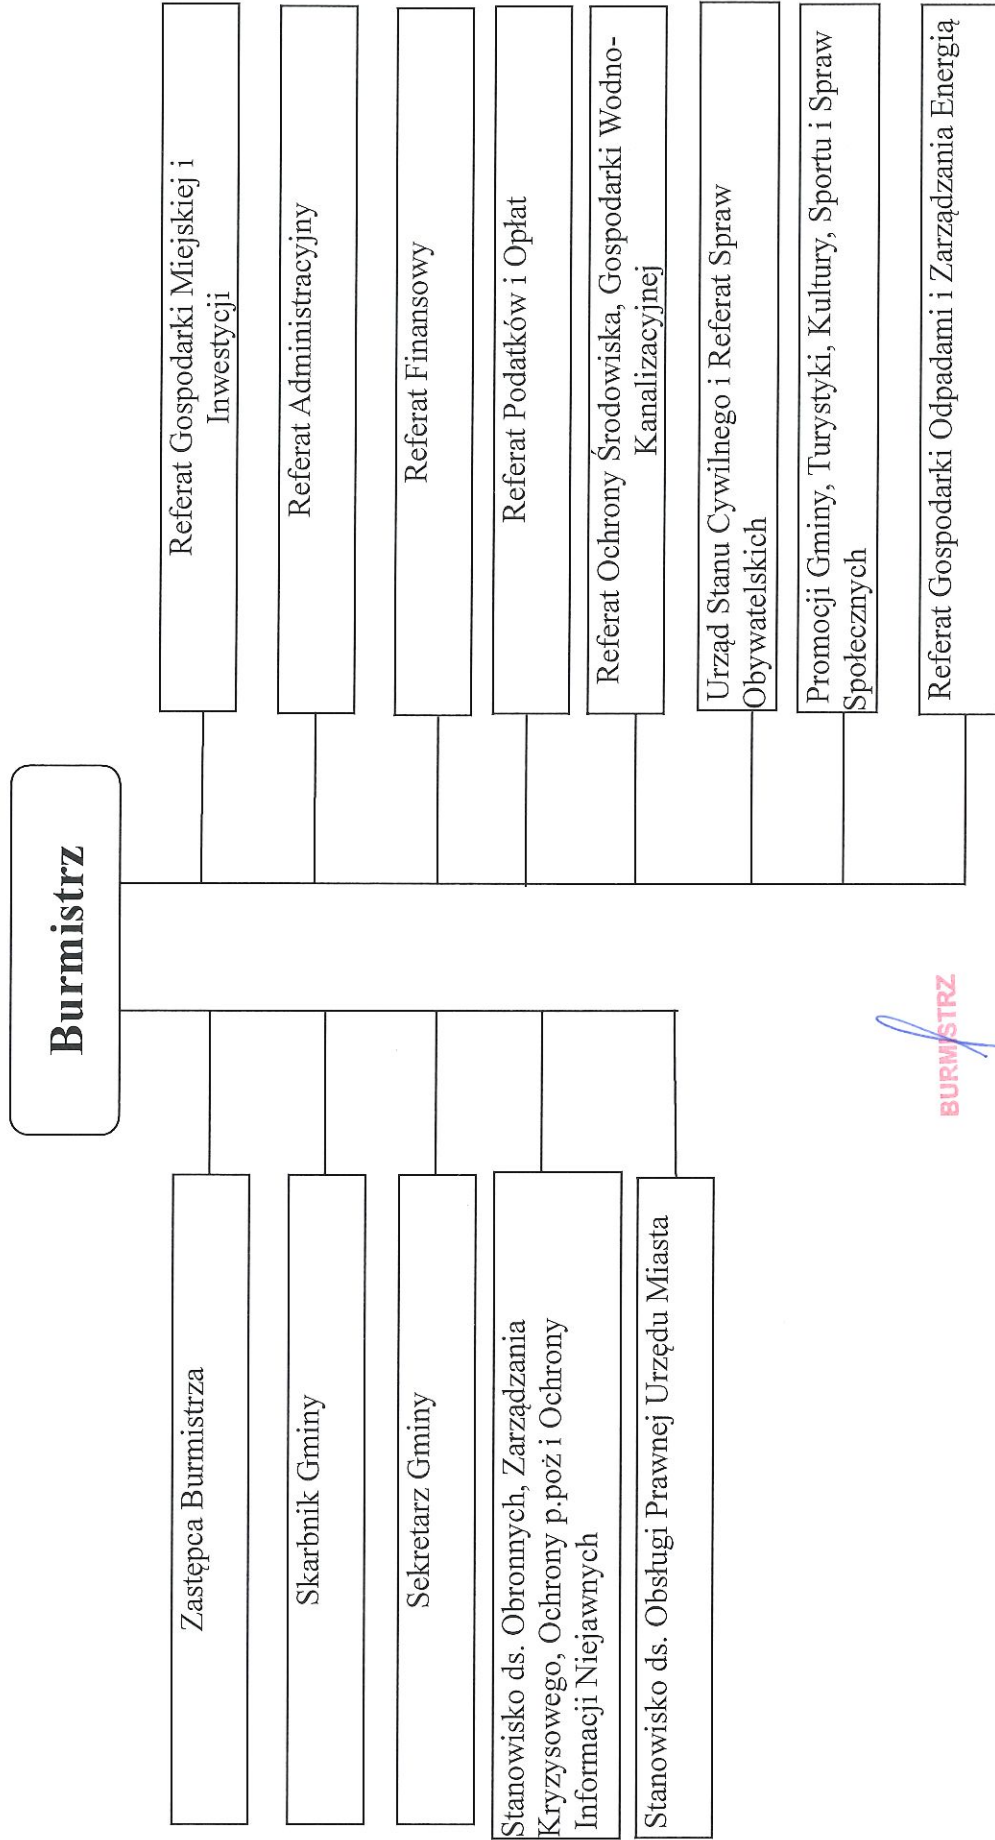 Burmistrz
Zastępca Burmistrza
Skarbnik Gminy
Sekretarz Gminy
Stanowisko ds. Obronnych, Zarządzania
Kryzysowego, Ochrony p.poż i Ochrony
Informacji Niejawnych
Stanowisko ds. Obsługi Prawnej Urzędu Miasta
Referat Gospodarki Miejskiej i
Inwestycji
Referat Administracyjny
Referat Finansowy
Referat Podatków i Opłat
Referat Ochrony Środowiska, Gospodarki Wodno-
Kanalizacyjnej
Urząd Stanu Cywilnego i Referat Spraw
Obywatelskich
Promocji Gminy, Turystyki, Kultury, Sportu i Spraw
Społecznych
Referat Gospodarki Odpadami i Zarządzania Energią
BURMISTRZ